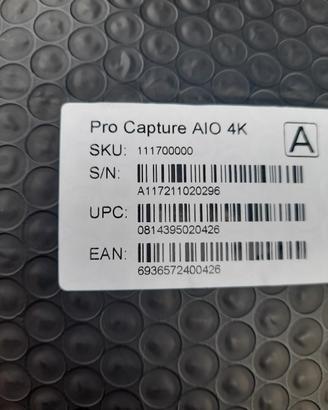 Pro Capture AIO 4K
A
SKU: 111700000
S/N:
A117211020296
UPC:
0814395020426
EAN:
6936572400426